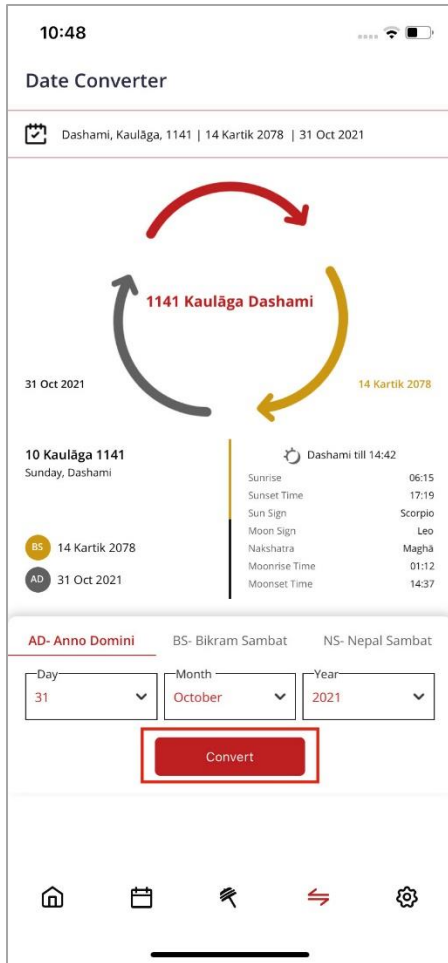 10:48
Date Converter
Dashami, Kaulāga, 1141 | 14 Kartik 2078 | 31 Oct 2021
1141 Kaulāga Dashami
31 Oct 2021
14 Kartik 2078
10 Kaulāga 1141
Sunday, Dashami
BS 14 Kartik 2078
AD 31 Oct 2021
Dashami till 14:42
Sunrise 06:15
Sunset Time 17:19
Sun Sign Scorpio
Moon Sign Leo
Nakshatra Maghā
Moonrise Time 01:12
Moonset Time 14:37
AD- Anno Domini BS- Bikram Sambat NS- Nepal Sambat
Day Month Year
31 October 2021
Convert